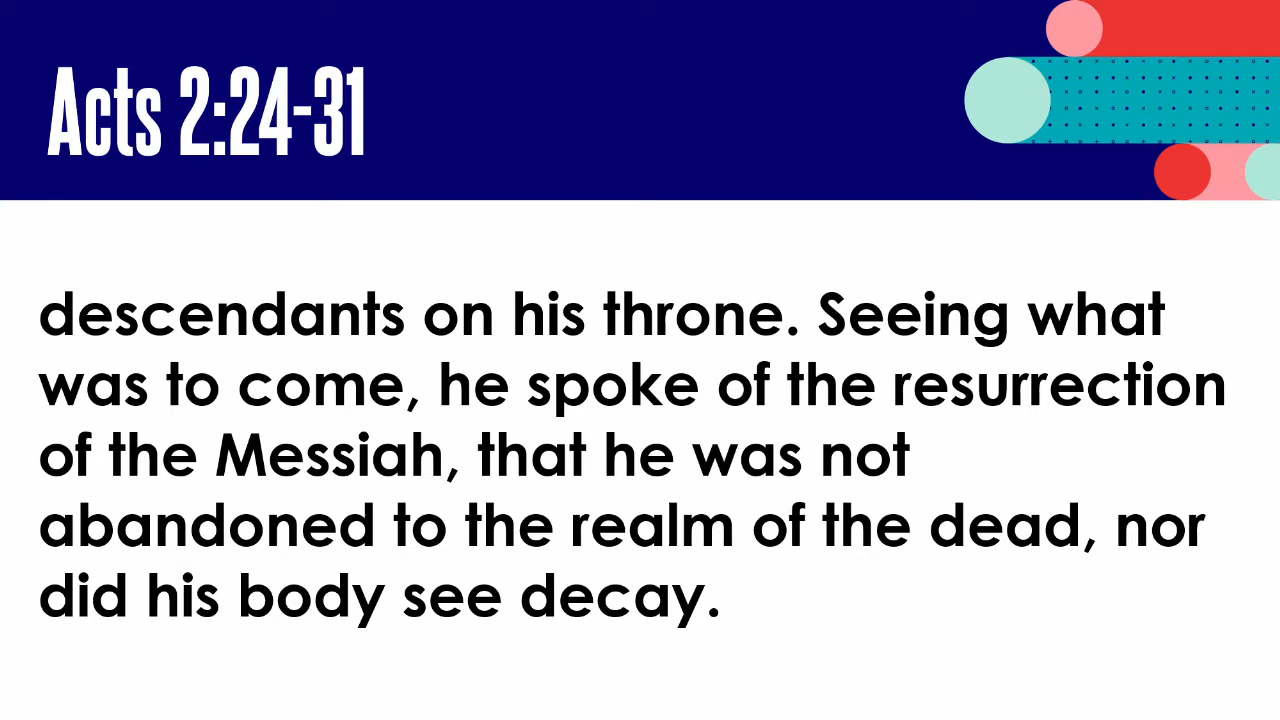 Acts 2:24-31
descendants on his throne. Seeing what
was to come, he spoke of the resurrection
of the Messiah, that he was not
abandoned to the realm of the dead, nor
did his body see decay.